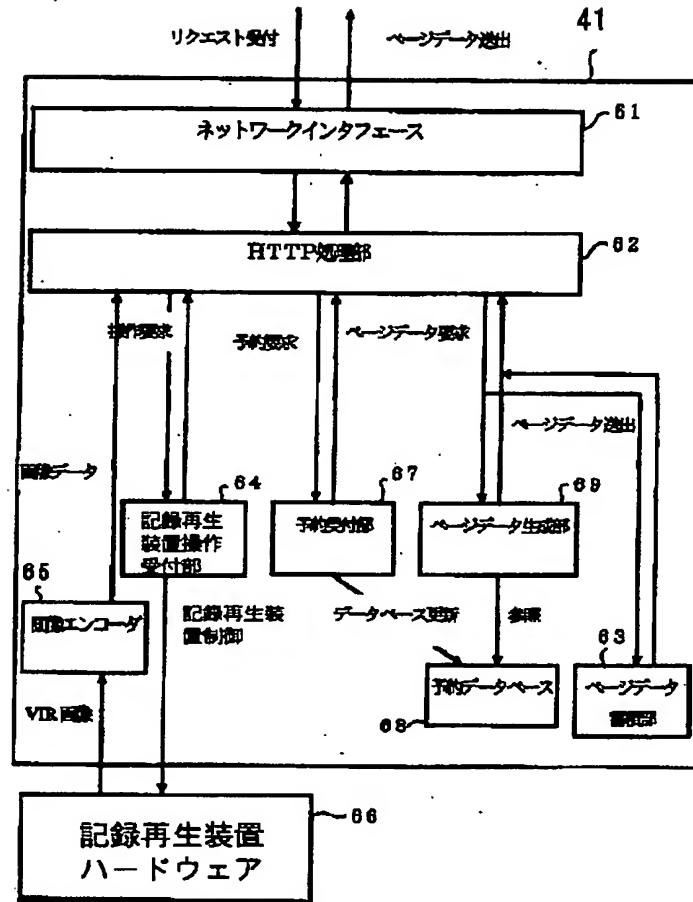 リクエスト受付
ページデータ送出
41
ネットワークインタフェース
61
HTTP処理部
62
操作要求
予約要求
ページデータ要求
ページデータ送出
画像データ
64
記録再生
装置操作
受付部
67
予約受付部
69
ページデータ生成部
65
画像エンコーダ
記録再生装
置制御
データベース更新
参照
予約データベース
68
63
ページデータ
蓄積部
VTR画像
記録再生装置
ハードウェア
66